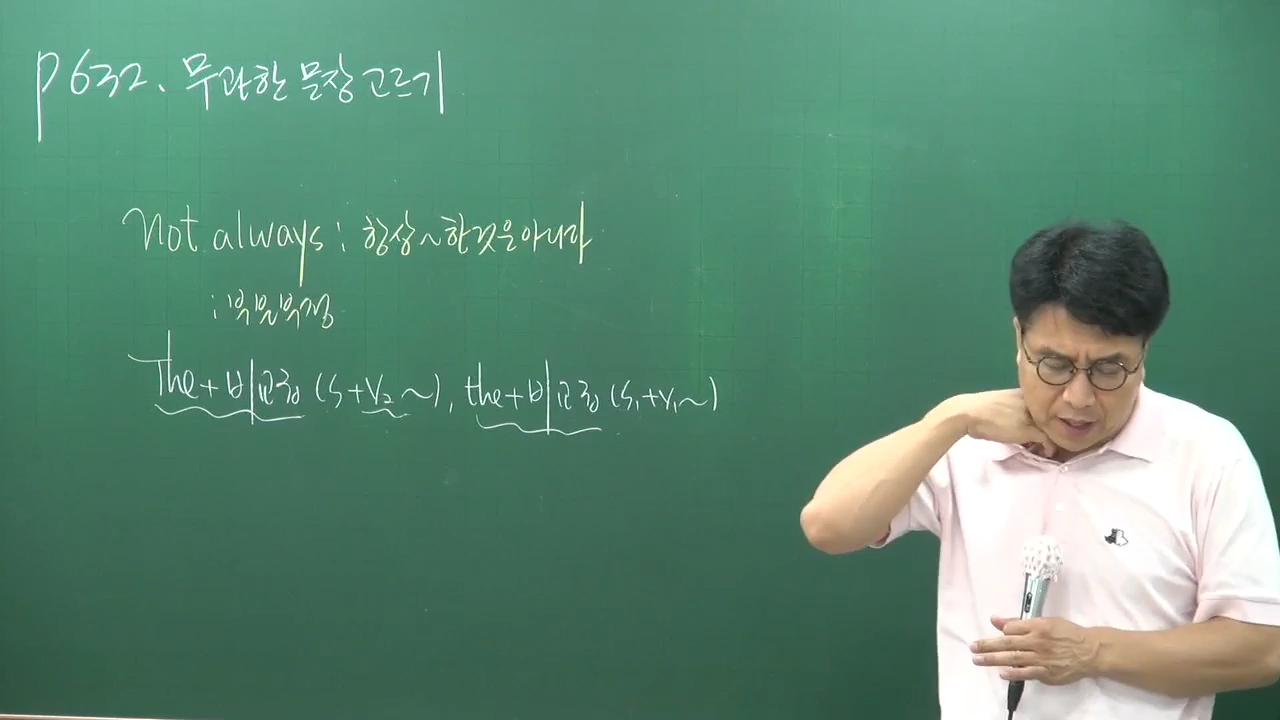 p632. 무관한 문장 고르기
not always : 항상~한것은아니다
: 부분부정
The+비교급 (S+V₂~), the+비교급 (S₁+V₁~)